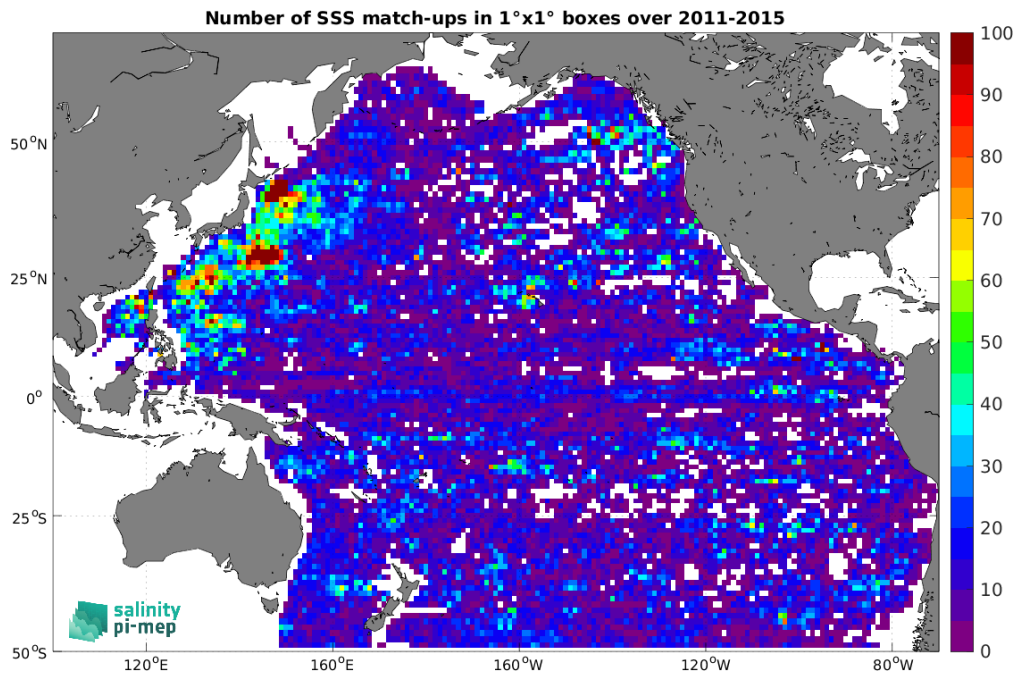 Number of SSS match-ups in 1°x1° boxes over 2011-2015
100
90
80
70
60
50
40
30
20
10
0
50°N
25°N
0°
25°S
50°S
120°E
160°E
160°W
120°W
80°W
salinity
pi-mep